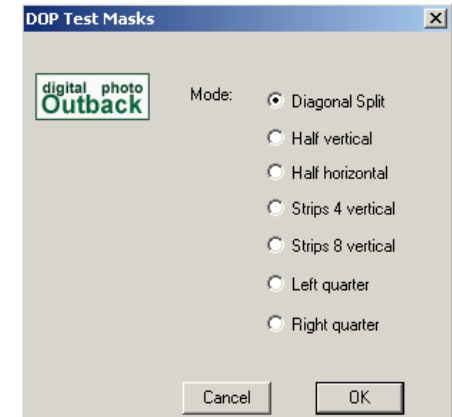 DOP Test Masks
digital photo
Outback
Mode:
Diagonal Split
Half vertical
Half horizontal
Strips 4 vertical
Strips 8 vertical
Left quarter
Right quarter
Cancel OK